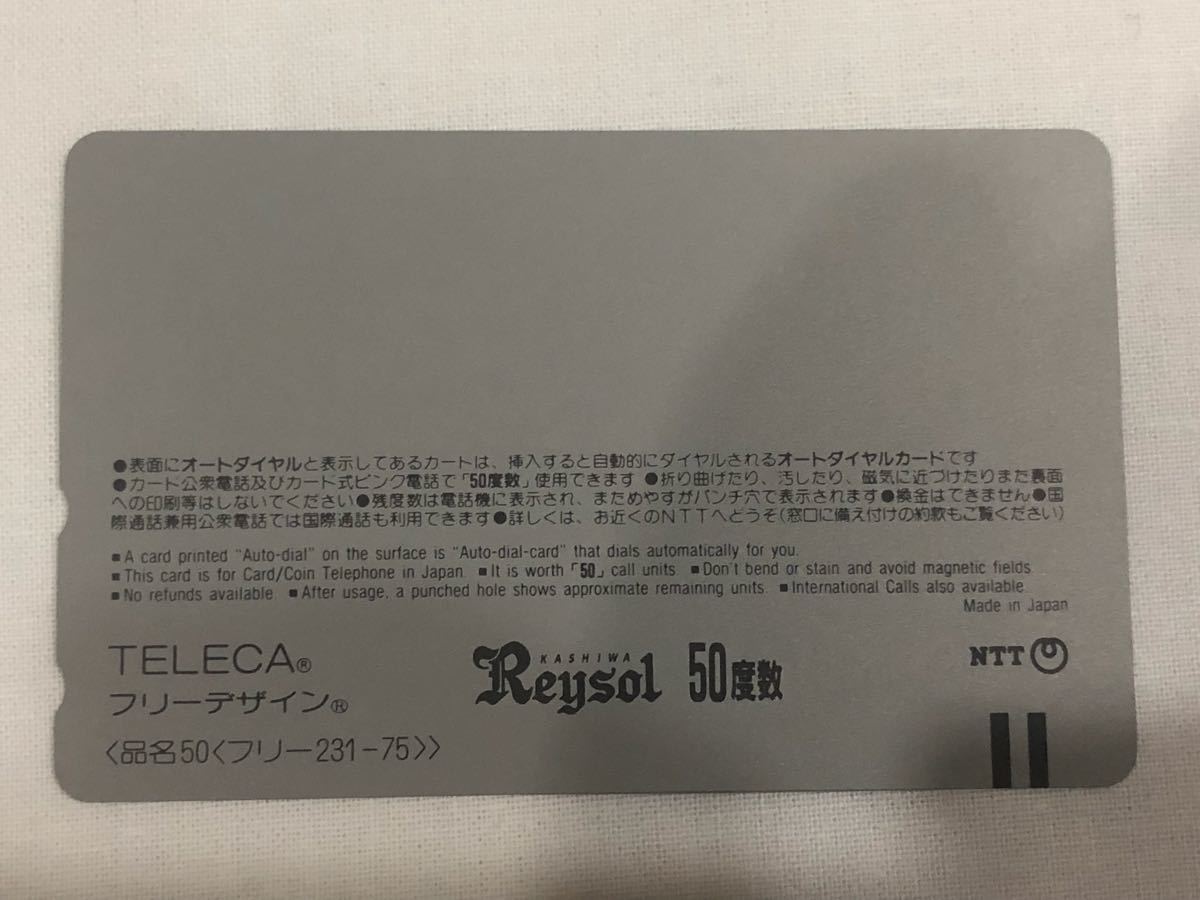 ●表面にオートダイヤルと表示してあるカードは、挿入すると自動的にダイヤルされるオートダイヤルカードです
●カード公衆電話及びカード式ピンク電話で「50度数」使用できます ●折り曲げたり、汚したり、磁気に近づけたりまた裏面
への印刷等はしないでください●残度数は電話機に表示され、まためやすがパンチ穴で表示されます●換金はできません●国
際通話兼用公衆電話では国際通話も利用できます●詳しくは、お近くのNTTへどうぞ(窓口に備え付けの約款もご覧ください)
■A card printed "Auto-dial" on the surface is "Auto-dial-card" that dials automatically for you.
■This card is for Card/Coin Telephone in Japan. ■It is worth「50」call units. ■Don't bend or stain and avoid magnetic fields.
■No refunds available. ■After usage, a punched hole shows approximate remaining units. ■International Calls also available.
Made in Japan
TELECA®
フリーデザイン®
〈品名50〈フリー231-75〉〉
KASHIWA
Reysol 50度数
NTT